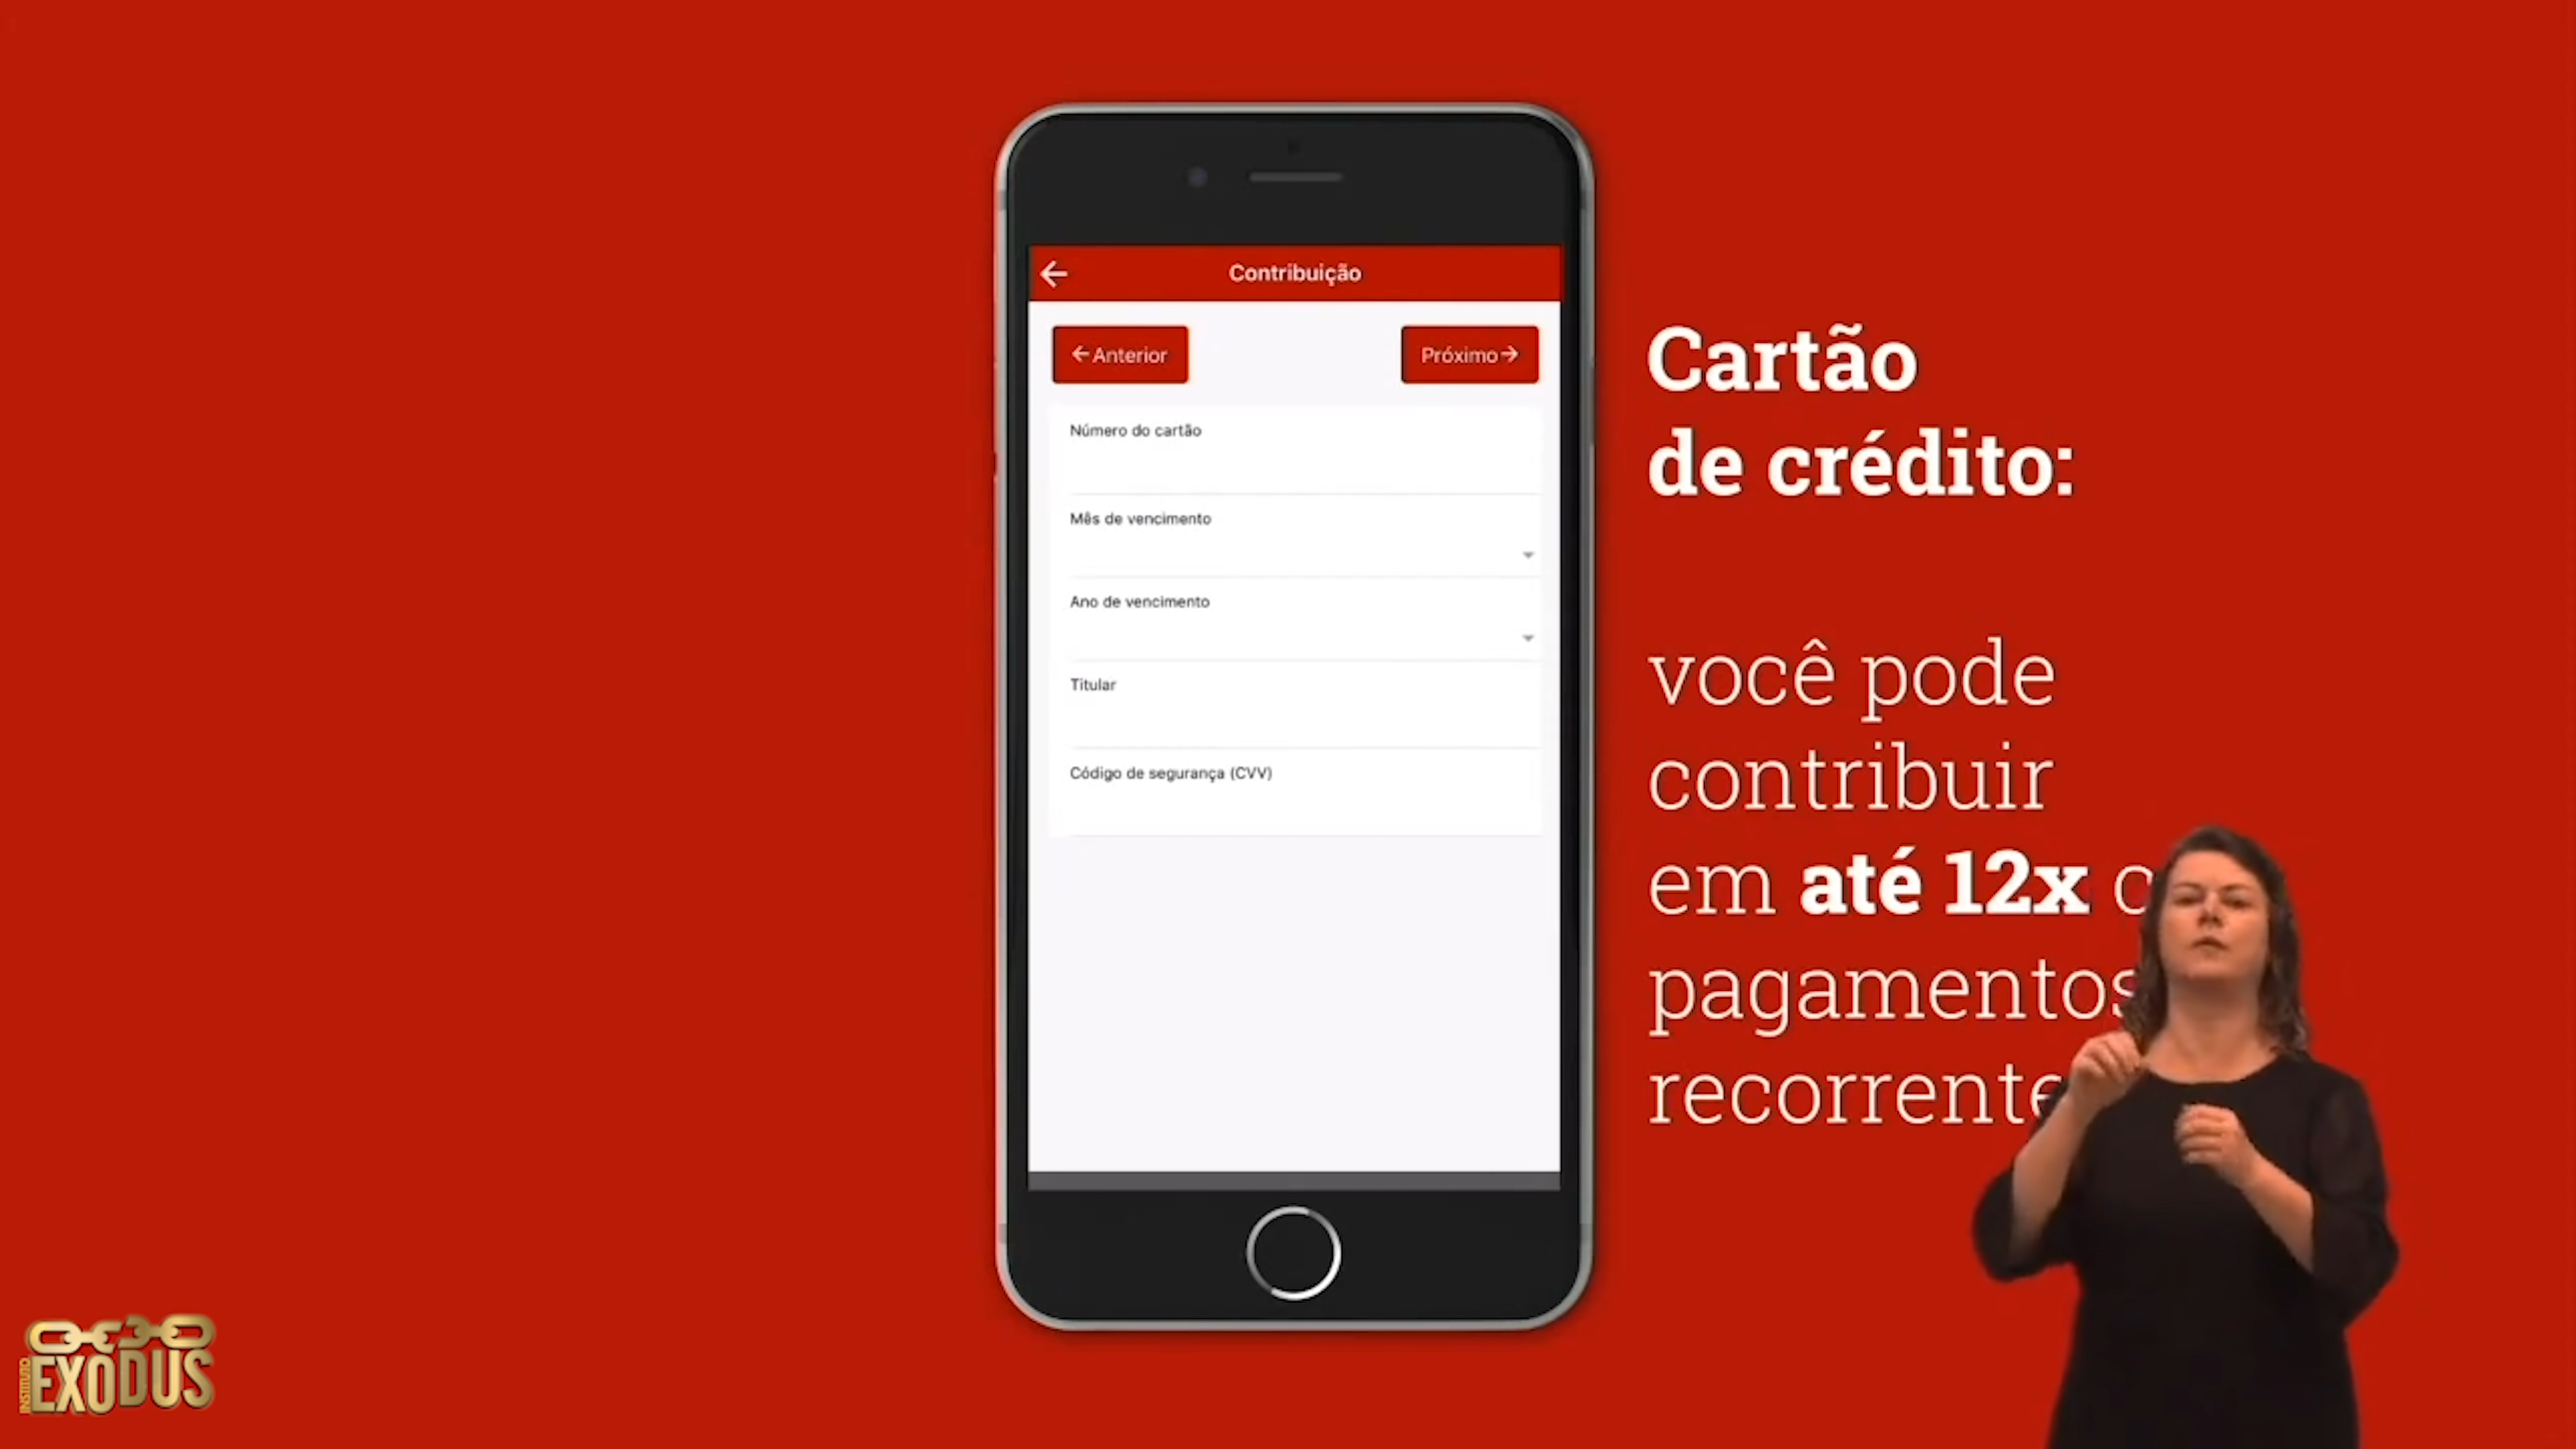 Contribuição
←Anterior
Próximo→
Número do cartão
Mês de vencimento
Ano de vencimento
Titular
Código de segurança (CVV)
Cartão
de crédito:
você pode
contribuir
em até 12x
pagamentos
INSTITUTO
EXODUS